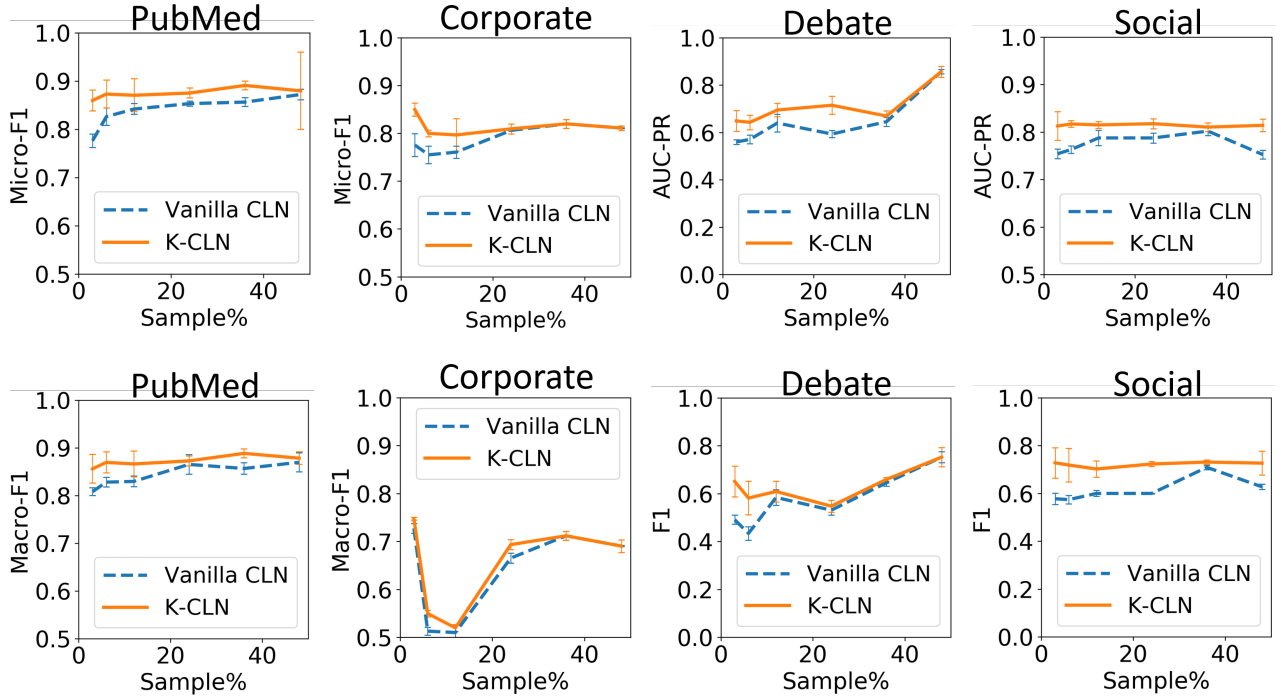 PubMed
Micro-F1
1.0
0.9
0.8
0.7
0.6
0.5
Vanilla CLN
K-CLN
0 20 40
Sample%
Corporate
Micro-F1
1.0
0.9
0.8
0.7
0.6
0.5
Vanilla CLN
K-CLN
0 20 40
Sample%
Debate
AUC-PR
1.0
0.8
0.6
0.4
0.2
0.0
Vanilla CLN
K-CLN
0 20 40
Sample%
Social
AUC-PR
1.0
0.9
0.8
0.7
0.6
0.5
Vanilla CLN
K-CLN
0 20 40
Sample%
PubMed
Macro-F1
1.0
0.9
0.8
0.7
0.6
0.5
Vanilla CLN
K-CLN
0 20 40
Sample%
Corporate
Macro-F1
1.0
0.9
0.8
0.7
0.6
0.5
Vanilla CLN
K-CLN
0 20 40
Sample%
Debate
F1
1.0
0.8
0.6
0.4
0.2
0.0
Vanilla CLN
K-CLN
0 20 40
Sample%
Social
F1
1.0
0.8
0.6
0.4
0.2
0.0
Vanilla CLN
K-CLN
0 20 40
Sample%